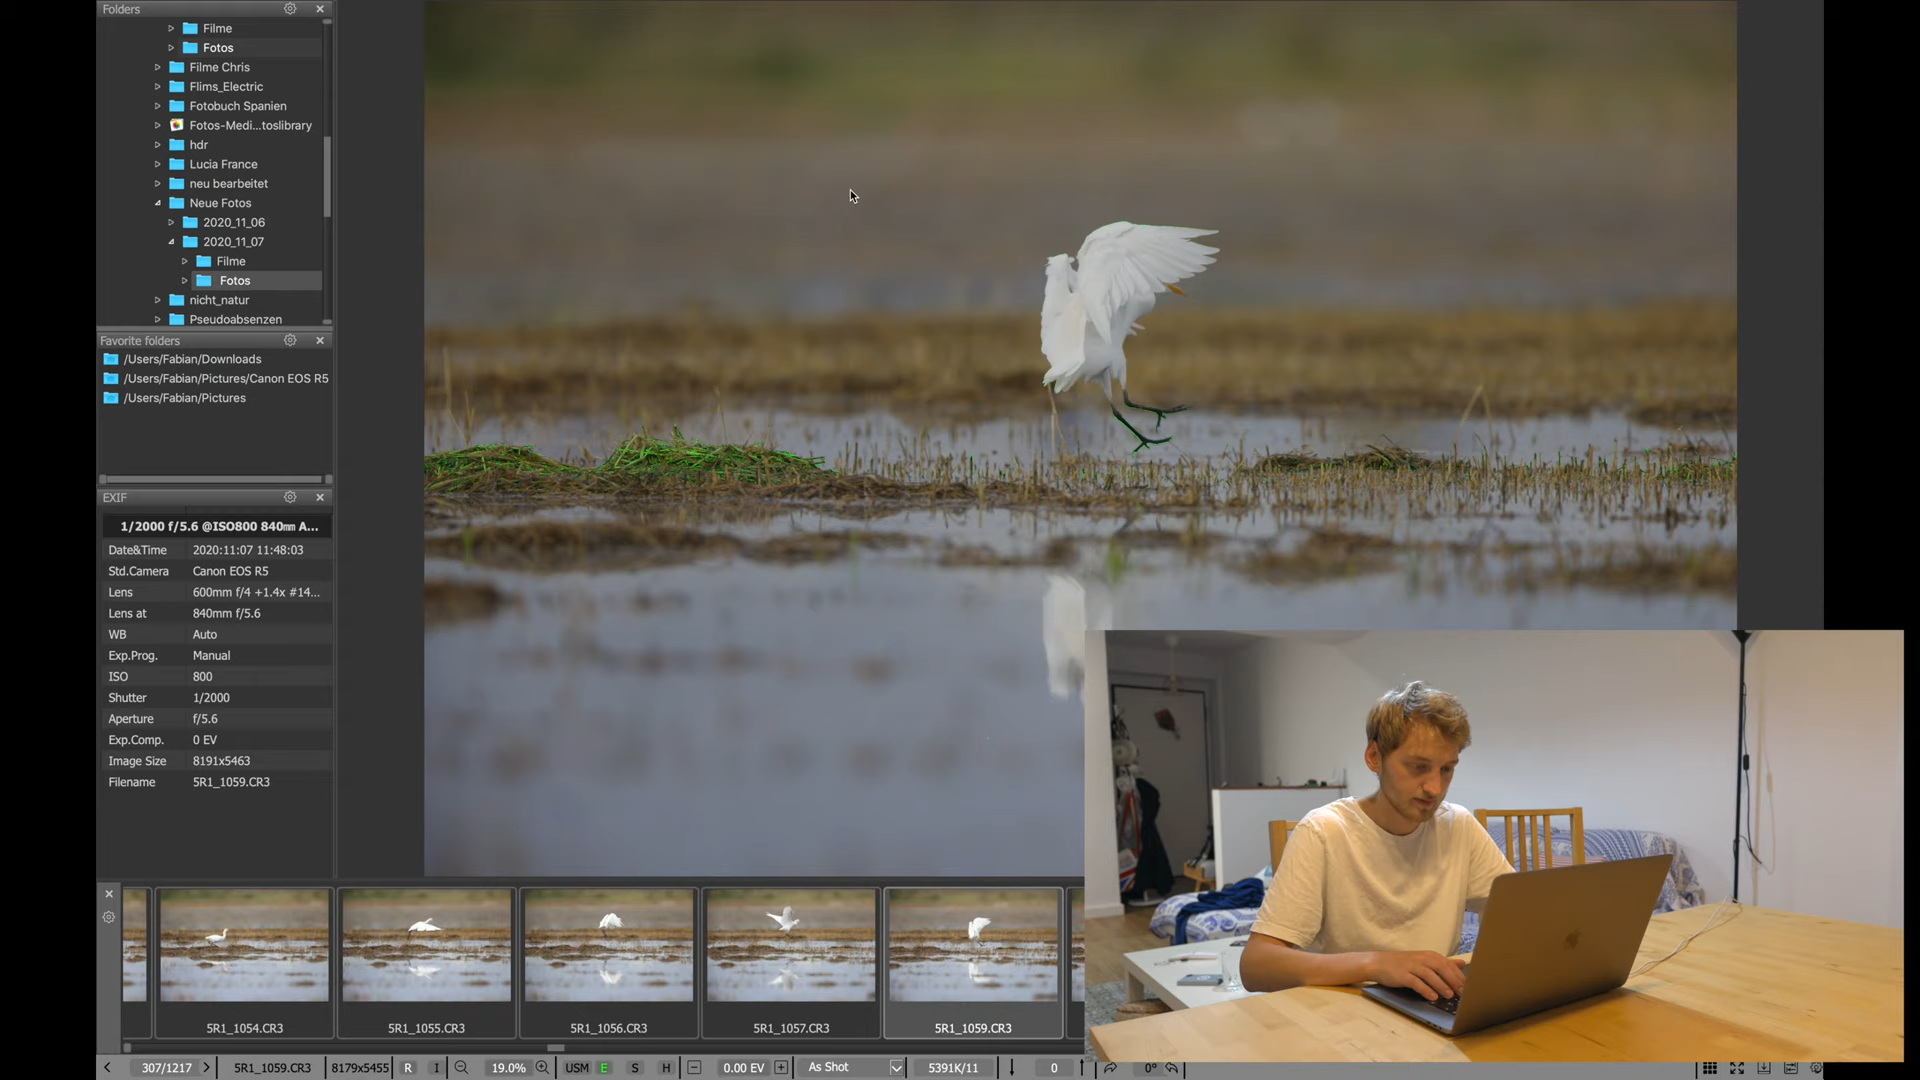 Folders
Filme
Fotos
Filme Chris
Flims_Electric
Fotobuch Spanien
Fotos-Medi...toslibrary
hdr
Lucia France
neu bearbeitet
Neue Fotos
2020_11_06
2020_11_07
Filme
Fotos
nicht_natur
Pseudoabsenzen
Favorite folders
/Users/Fabian/Downloads
/Users/Fabian/Pictures/Canon EOS R5
/Users/Fabian/Pictures
EXIF
1/2000 f/5.6 @ISO800 840mm A...
Date&Time 2020:11:07 11:48:03
Std.Camera Canon EOS R5
Lens 600mm f/4 +1.4x #14...
Lens at 840mm f/5.6
WB Auto
Exp.Prog. Manual
ISO 800
Shutter 1/2000
Aperture f/5.6
Exp.Comp. 0 EV
Image Size 8191x5463
Filename 5R1_1059.CR3
5R1_1054.CR3 5R1_1055.CR3 5R1_1056.CR3 5R1_1057.CR3 5R1_1059.CR3
307/1217 5R1_1059.CR3 8179x5455 R I 19.0% USM E S H 0.00 EV As Shot 5391K/11 0 0°